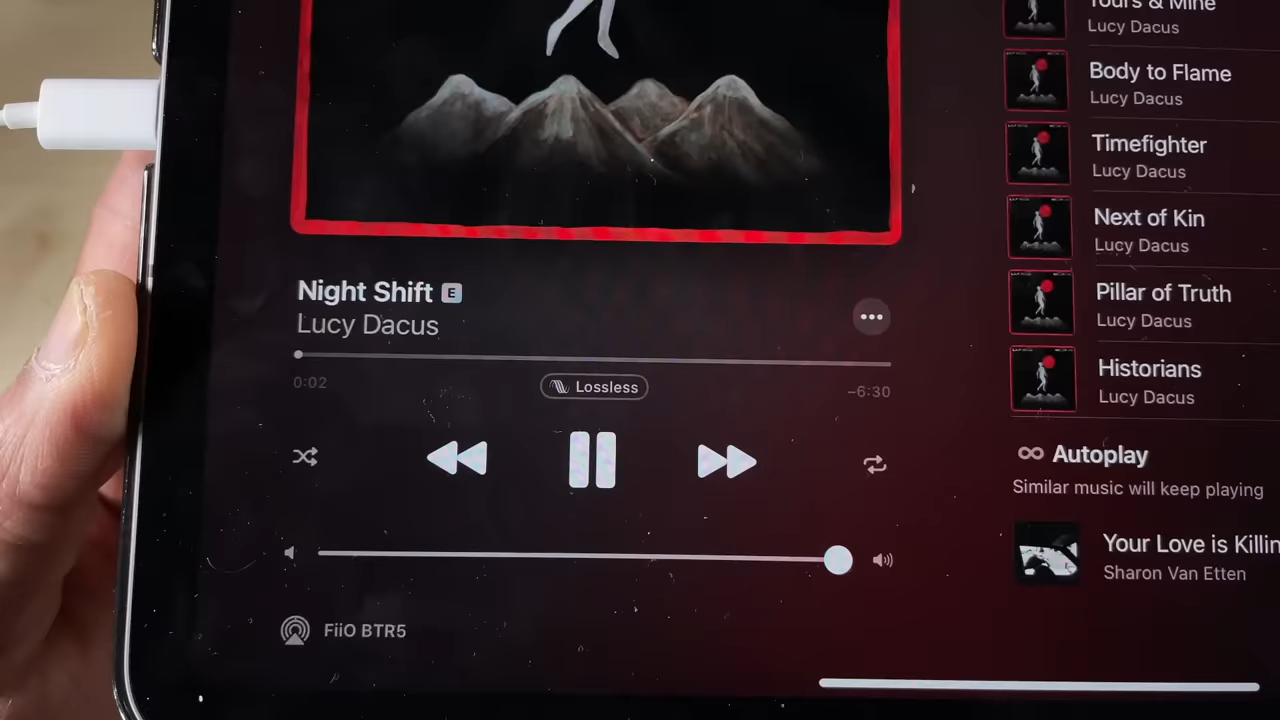 Night Shift E
Lucy Dacus
0:02
Lossless
–6:30
FiiO BTR5
Yours & Mine
Lucy Dacus
Body to Flame
Lucy Dacus
Timefighter
Lucy Dacus
Next of Kin
Lucy Dacus
Pillar of Truth
Lucy Dacus
Historians
Lucy Dacus
Autoplay
Similar music will keep playing
Your Love is Killin
Sharon Van Etten